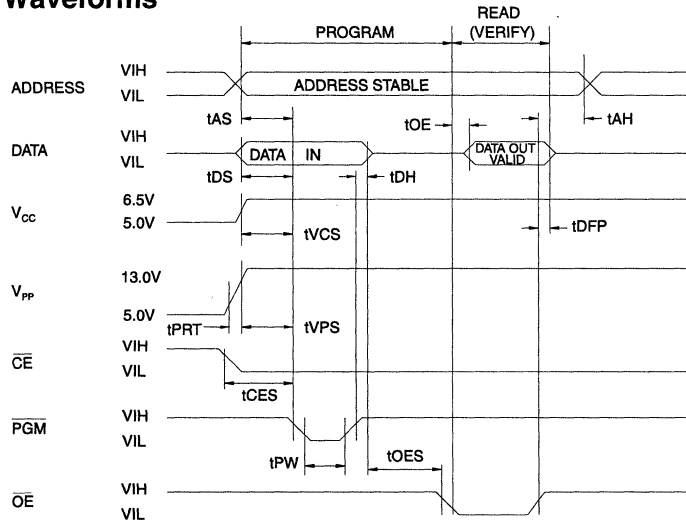 Waveforms
READ
PROGRAM (VERIFY)
ADDRESS VIH ADDRESS STABLE
VIL
tAS tOE tAH
DATA VIH DATA IN DATA OUT
VIL VALID
tDS tDH
VCC 6.5V
5.0V tVCS tDFP
VPP 13.0V
5.0V
tPRT tVPS
CE VIH
VIL
tCES
PGM VIH
VIL
tPW tOES
OE VIH
VIL